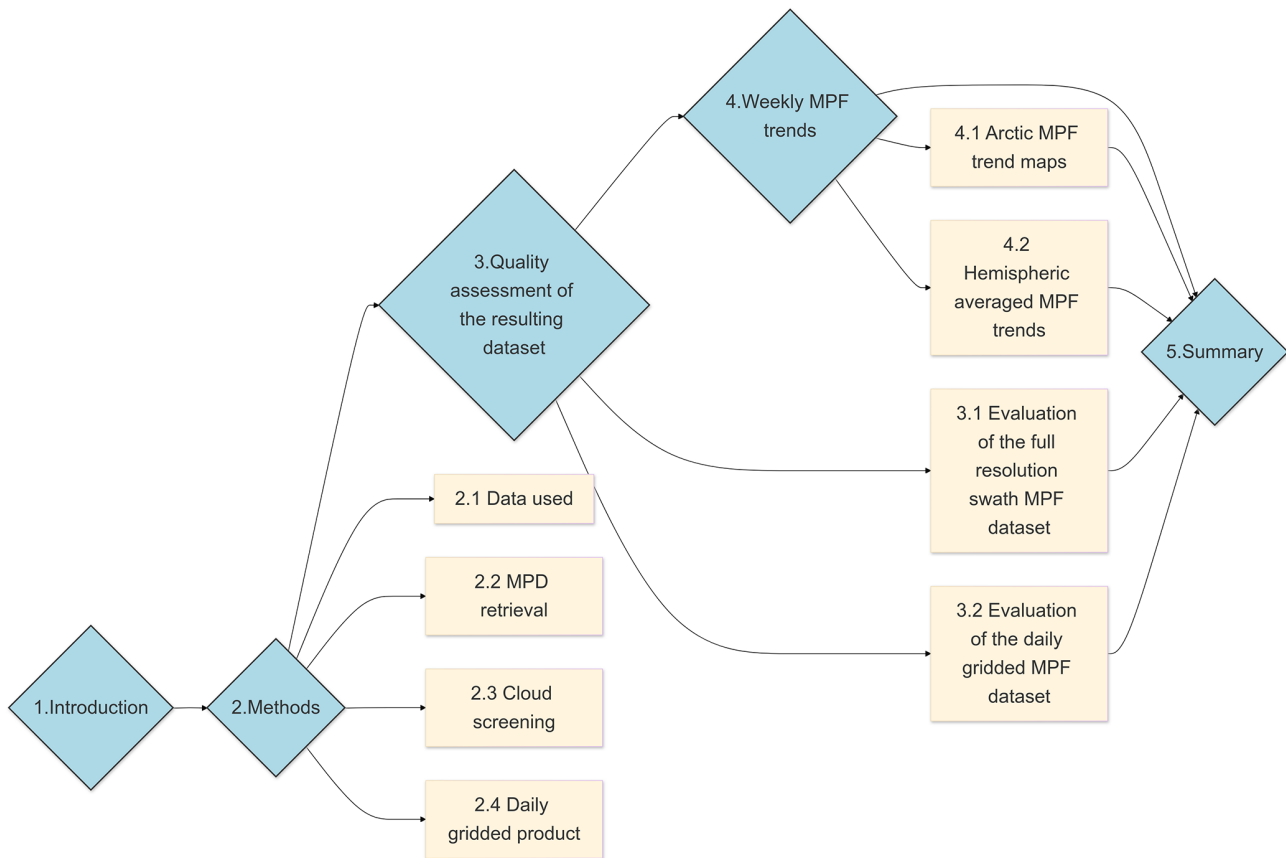 1.Introduction
2.Methods
2.1 Data used
2.2 MPD
retrieval
2.3 Cloud
screening
2.4 Daily
gridded product
3.Quality
assessment of
the resulting
dataset
3.1 Evaluation
of the full
resolution
swath MPF
dataset
3.2 Evaluation
of the daily
gridded MPF
dataset
4.Weekly MPF
trends
4.1 Arctic MPF
trend maps
4.2
Hemispheric
averaged MPF
trends
5.Summary